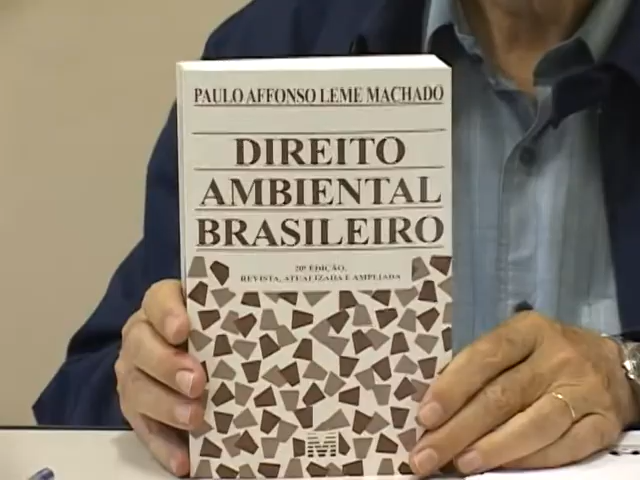 PAULO AFFONSO LEME MACHADO
DIREITO
AMBIENTAL
BRASILEIRO
20ª EDIÇÃO,
REVISTA, ATUALIZADA E AMPLIADA
M